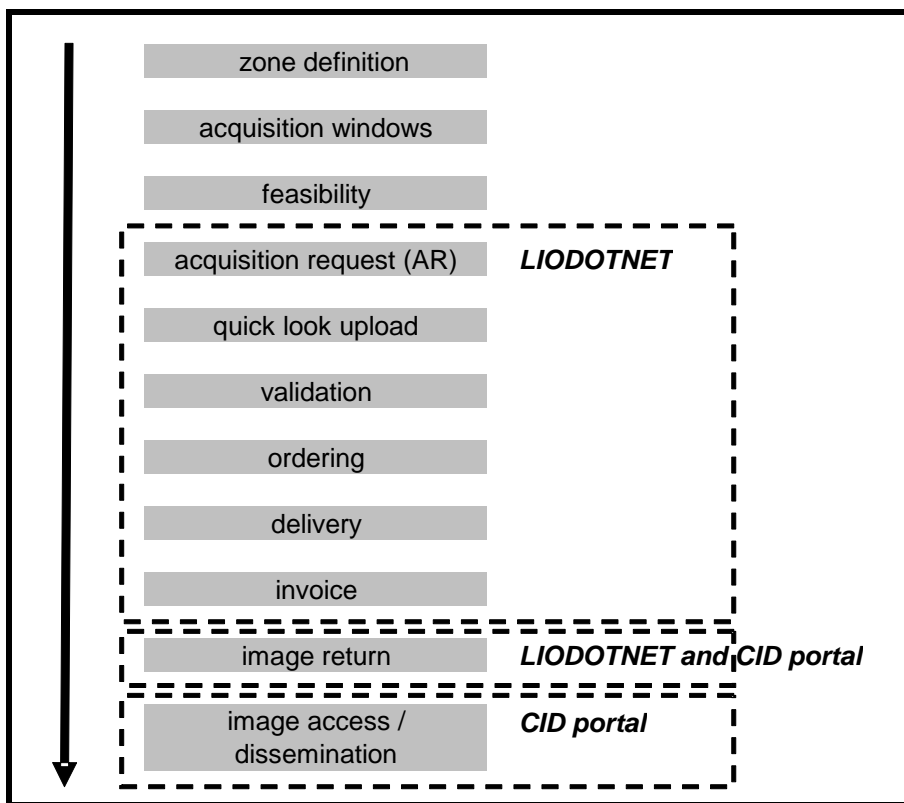 zone definition
acquisition windows
feasibility
acquisition request (AR) LIODOTNET
quick look upload
validation
ordering
delivery
invoice
image return LIODOTNET and CID portal
image access / CID portal
dissemination